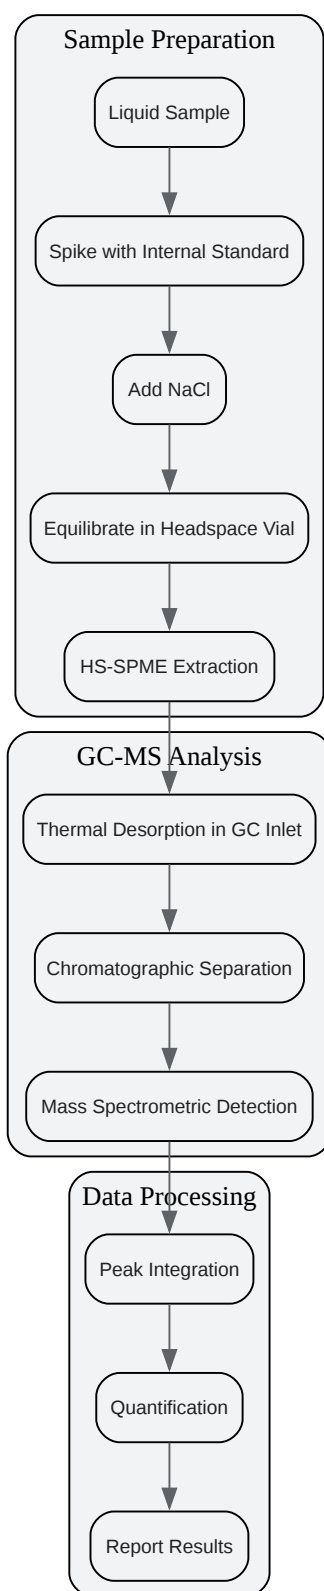 Sample Preparation
Liquid Sample
Spike with Internal Standard
Add NaCl
Equilibrate in Headspace Vial
HS-SPME Extraction
GC-MS Analysis
Thermal Desorption in GC Inlet
Chromatographic Separation
Mass Spectrometric Detection
Data Processing
Peak Integration
Quantification
Report Results